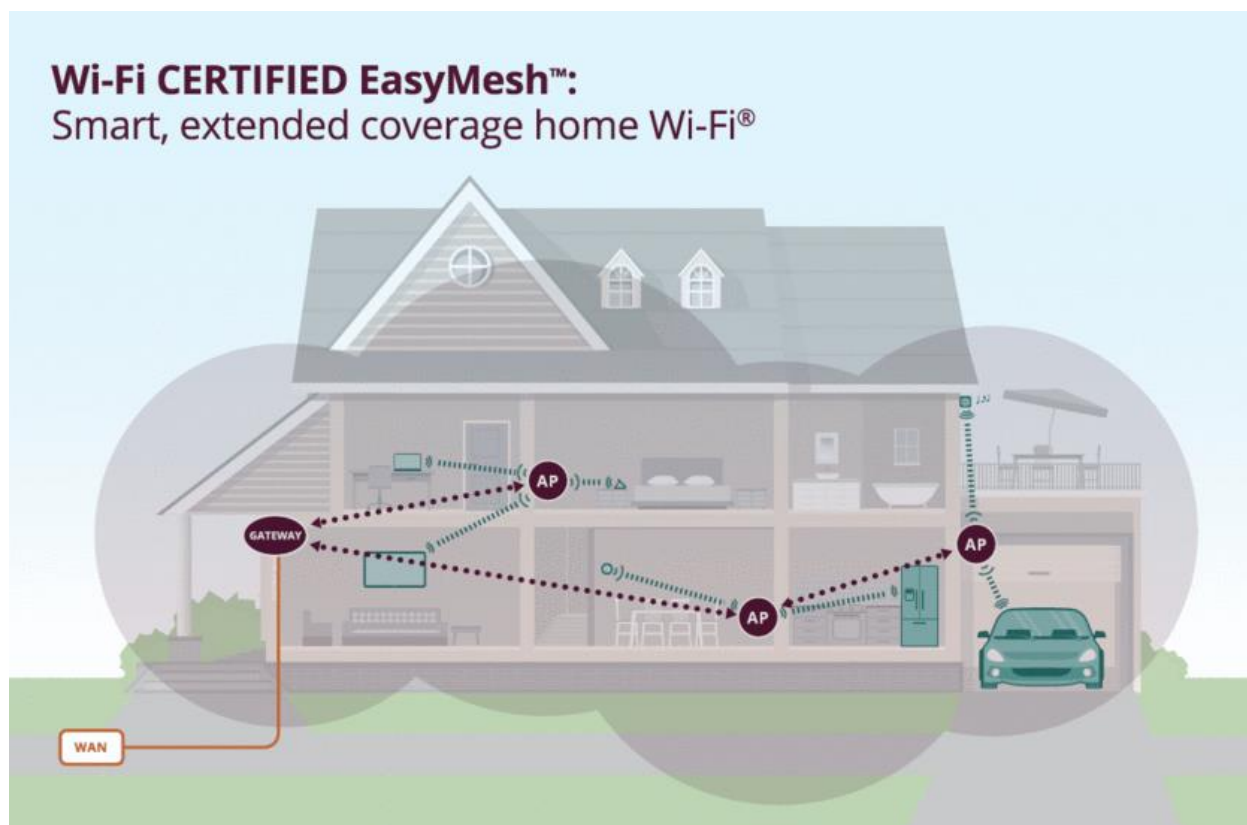 Wi-Fi CERTIFIED EasyMesh™:
Smart, extended coverage home Wi-Fi®
AP
GATEWAY
AP
AP
WAN